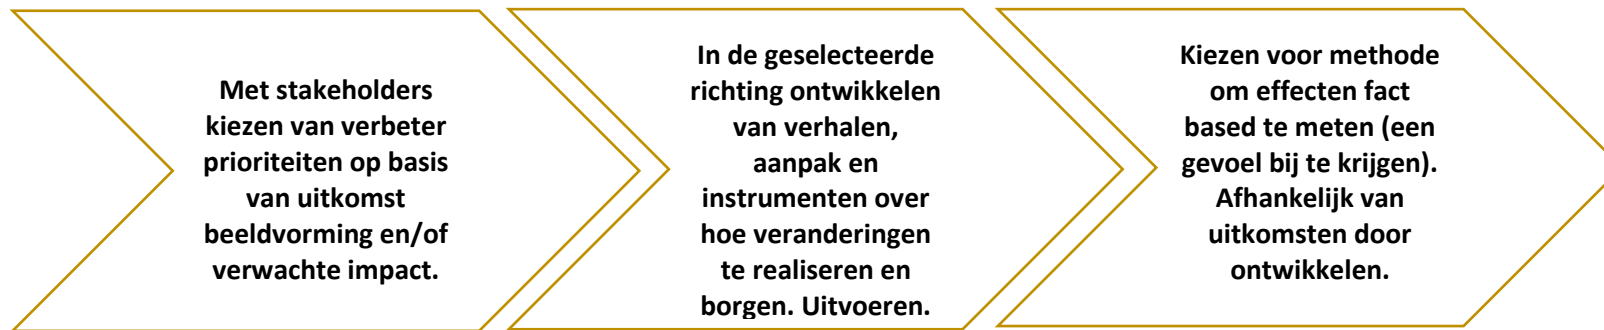 Met stakeholders
kiezen van verbeter
prioriteiten op basis
van uitkomst
beeldvorming en/of
verwachte impact.
In de geselecteerde
richting ontwikkelen
van verhalen,
aanpak en
instrumenten over
hoe veranderingen
te realiseren en
borgen. Uitvoeren.
Kiezen voor methode
om effecten fact
based te meten (een
gevoel bij te krijgen).
Afhankelijk van
uitkomsten door
ontwikkelen.